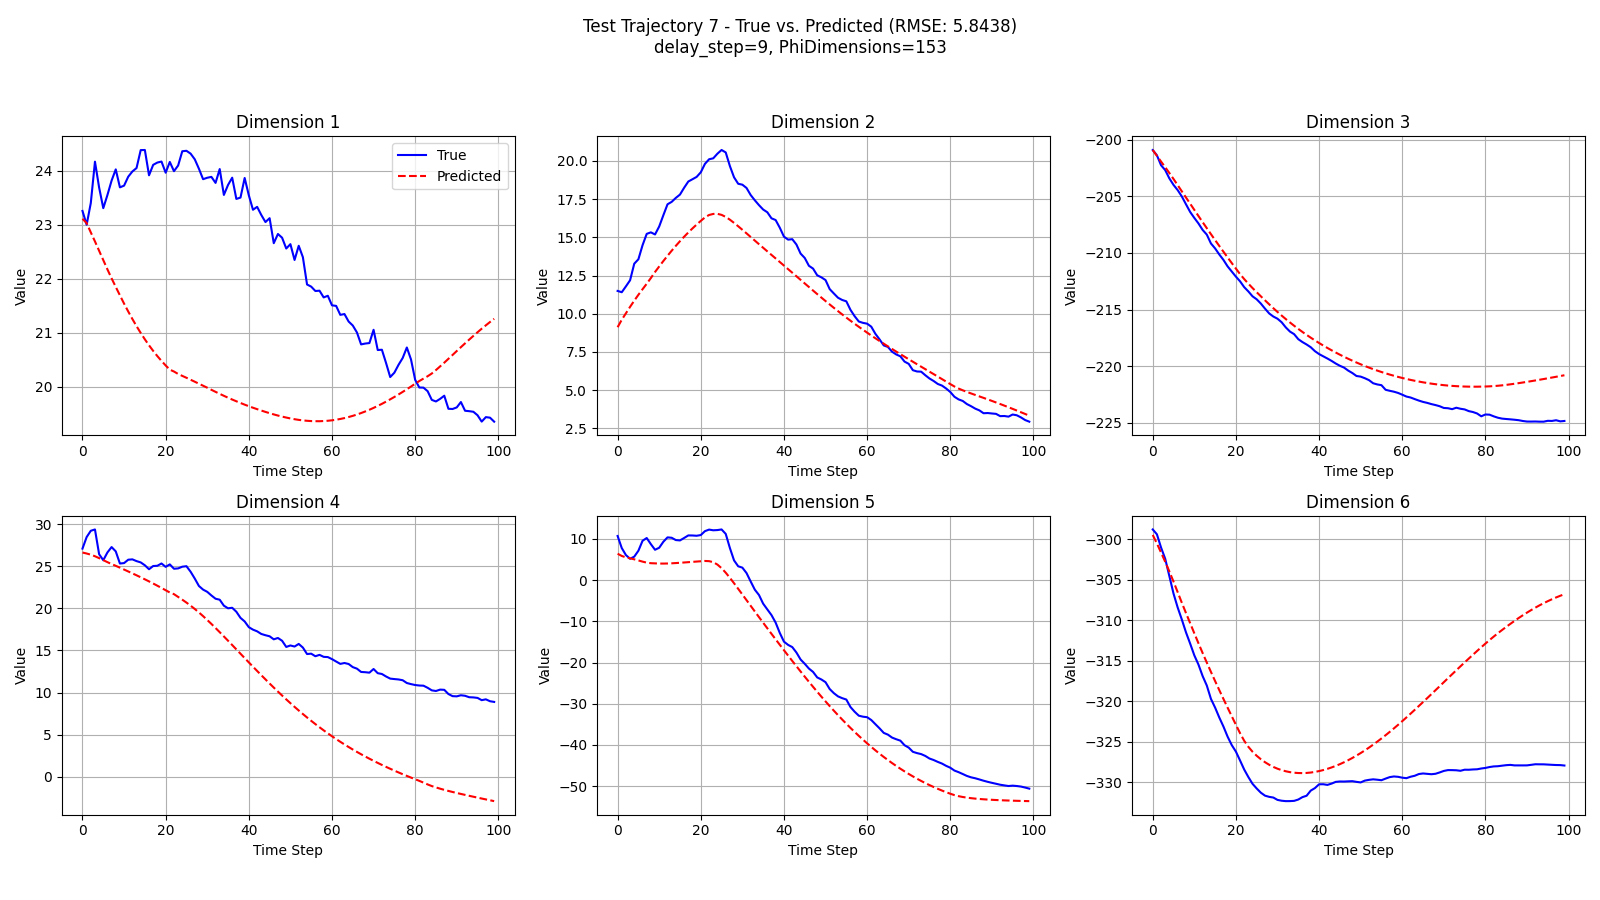 Test Trajectory 7 - True vs. Predicted (RMSE: 5.8438)
delay_step=9, PhiDimensions=153
Dimension 1
Value
24
23
22
21
20
True
Predicted
0 20 40 60 80 100
Time Step
Dimension 2
Value
20.0
17.5
15.0
12.5
10.0
7.5
5.0
2.5
0 20 40 60 80 100
Time Step
Dimension 3
Value
−200
−205
−210
−215
−220
−225
0 20 40 60 80 100
Time Step
Dimension 4
Value
30
25
20
15
10
5
0
0 20 40 60 80 100
Time Step
Dimension 5
Value
10
0
−10
−20
−30
−40
−50
0 20 40 60 80 100
Time Step
Dimension 6
Value
−300
−305
−310
−315
−320
−325
−330
0 20 40 60 80 100
Time Step